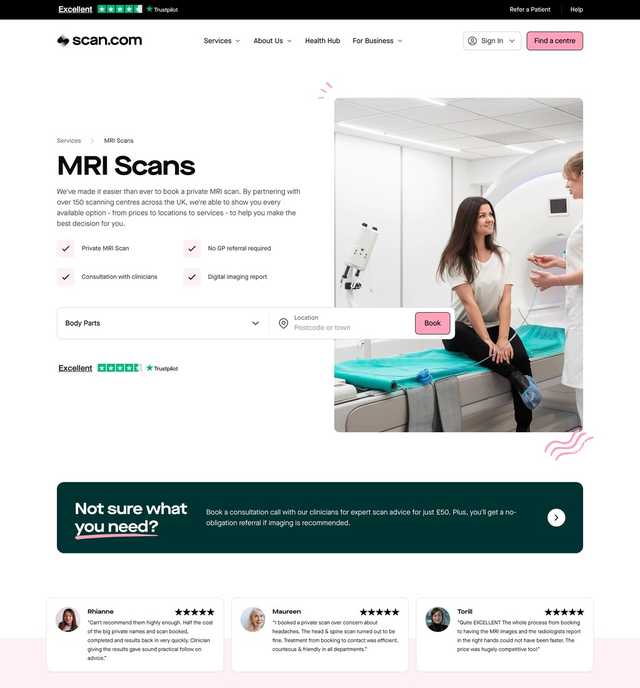 Excellent Trustpilot Refer a Patient Help
scan.com Services About Us Health Hub For Business Sign In Find a centre
Services MRI Scans
MRI Scans
We've made it easier than ever to book a private MRI scan. By partnering with
over 150 scanning centres across the UK, we're able to show you every
available option - from prices to locations to services - to help you make the
best decision for you.
Private MRI Scan No GP referral required
Consultation with clinicians Digital imaging report
Body Parts Location Postcode or town Book
Excellent Trustpilot
Not sure what
you need?
Book a consultation call with our clinicians for expert scan advice for just £50. Plus, you'll get a no-
obligation referral if imaging is recommended.
Rhianne
"Can't recommend them highly enough. Half the cost
of the big private names and scan booked,
completed and results back in very quickly. Clinician
giving the results gave sound practical follow on
advice."
Maureen
"I booked a private scan over concern about
headaches. The head & spine scan turned out to be
fine. Treatment from booking to contact was efficient,
courteous & friendly in all departments."
Torill
"Quite EXCELLENT The whole process from booking
to having the MRI images and the radiologists report
in the right hands could not have been faster. The
price was hugely competitive too!"